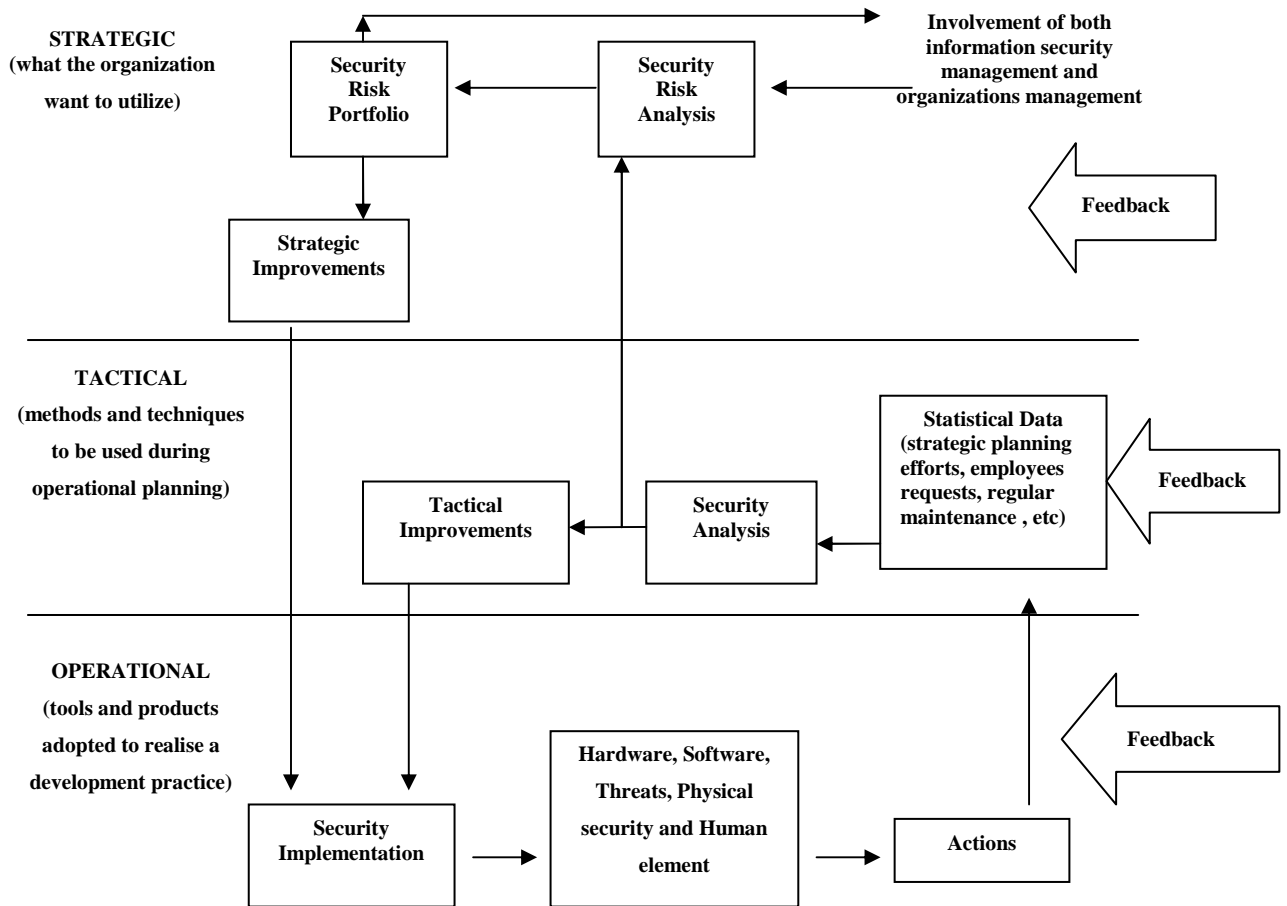 STRATEGIC
(what the organization
want to utilize)
Security
Risk
Portfolio
Security
Risk
Analysis
Involvement of both
information security
management and
organizations management
Feedback
Strategic
Improvements
TACTICAL
(methods and techniques
to be used during
operational planning)
Tactical
Improvements
Security
Analysis
Statistical Data
(strategic planning
efforts, employees
requests, regular
maintenance , etc)
Feedback
OPERATIONAL
(tools and products
adopted to realise a
development practice)
Security
Implementation
Hardware, Software,
Threats, Physical
security and Human
element
Actions
Feedback